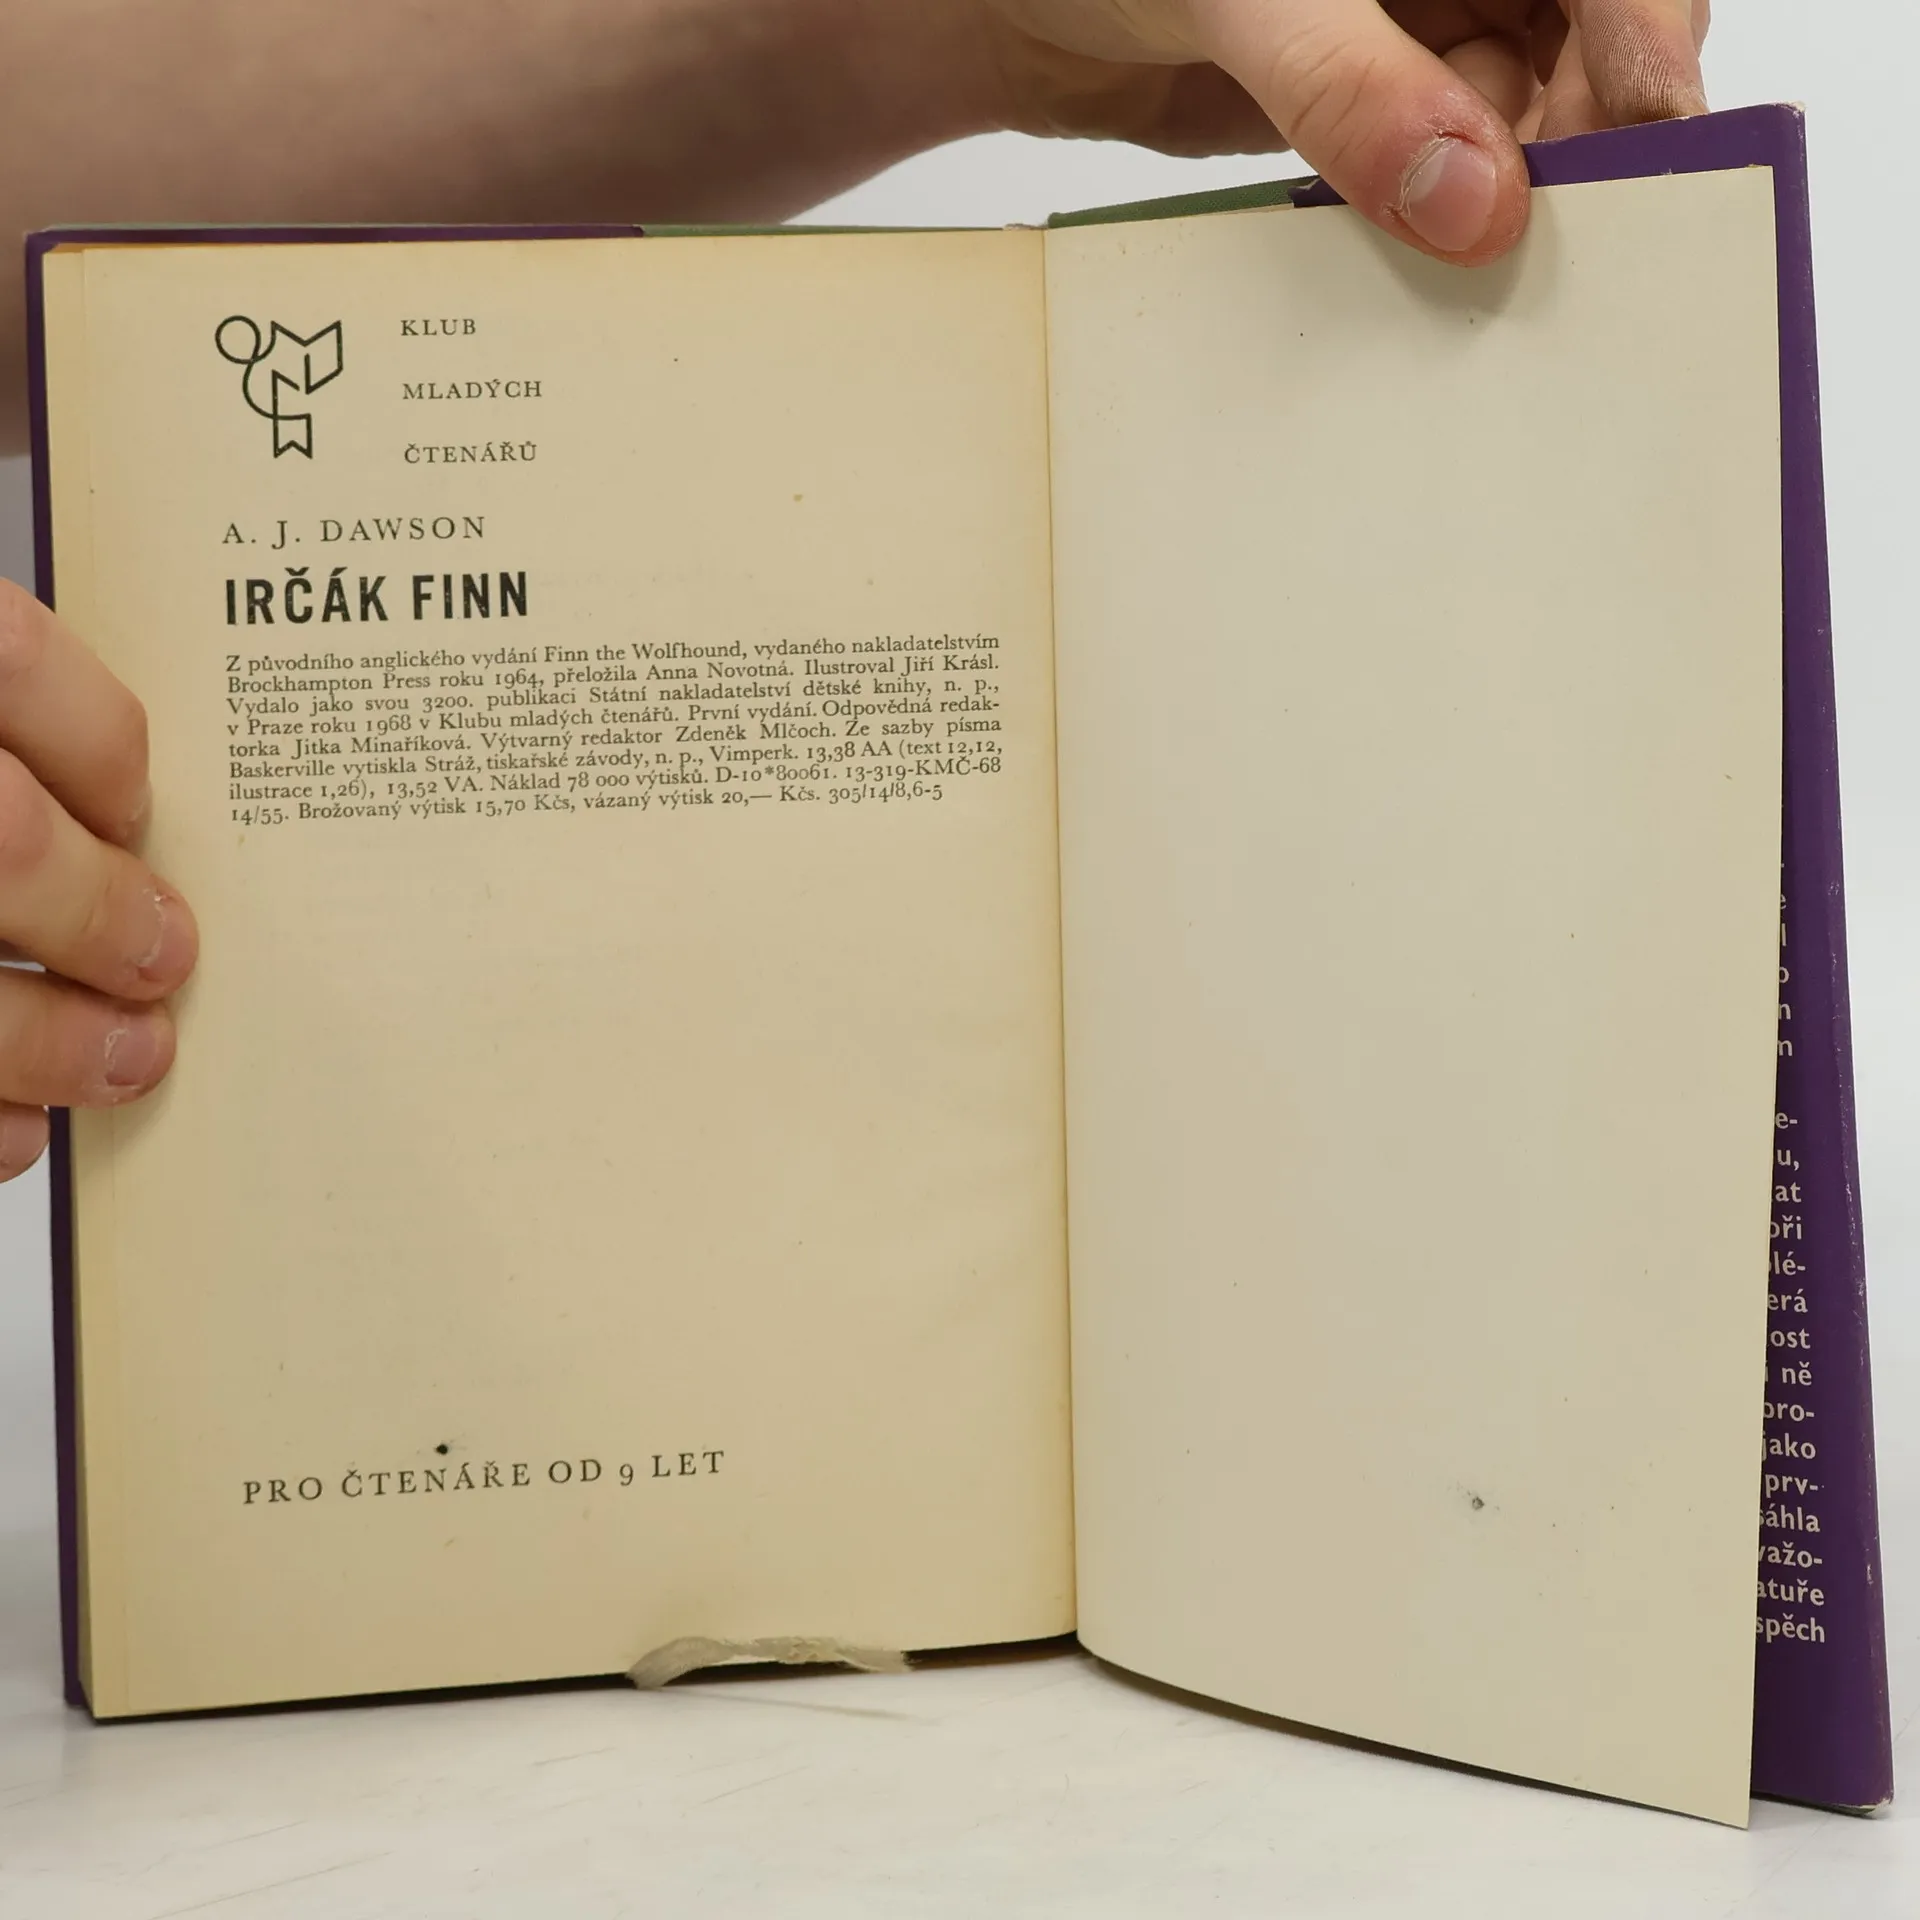 KLUB
MLADÝCH
ČTENÁŘŮ
A. J. DAWSON
IRČÁK FINN
Z původního anglického vydání Finn the Wolfhound, vydaného nakladatelstvím
Brockhampton Press roku 1964, přeložila Anna Novotná. Ilustroval Jiří Krásl.
Vydalo jako svou 3200. publikaci Státní nakladatelství dětské knihy, n. p.,
v Praze roku 1968 v Klubu mladých čtenářů. První vydání. Odpovědná redak-
torka Jitka Minaříková. Výtvarný redaktor Zdeněk Mlčoch. Ze sazby písma
Baskerville vytiskla Stráž, tiskařské závody, n. p., Vimperk. 13,38 AA (text 12,12,
ilustrace 1,26), 13,52 VA. Náklad 78 000 výtisků. D-10*80061. 13-319-KMČ-68
14/55. Brožovaný výtisk 15,70 Kčs, vázaný výtisk 20,— Kčs. 305/14/8,6-5
PRO ČTENÁŘE OD 9 LET
ně
pro-
jako
prv-